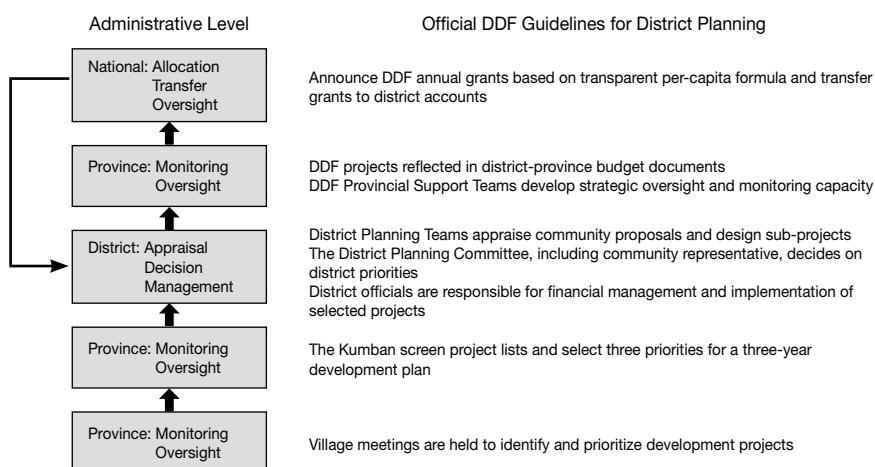 Administrative Level
Official DDF Guidelines for District Planning
National: Allocation
Transfer
Oversight
Announce DDF annual grants based on transparent per-capita formula and transfer
grants to district accounts
Province: Monitoring
Oversight
DDF projects reflected in district-province budget documents
DDF Provincial Support Teams develop strategic oversight and monitoring capacity
District: Appraisal
Decision
Management
District Planning Teams appraise community proposals and design sub-projects
The District Planning Committee, including community representative, decides on
district priorities
District officials are responsible for financial management and implementation of
selected projects
Province: Monitoring
Oversight
The Kumban screen project lists and select three priorities for a three-year
development plan
Province: Monitoring
Oversight
Village meetings are held to identify and prioritize development projects